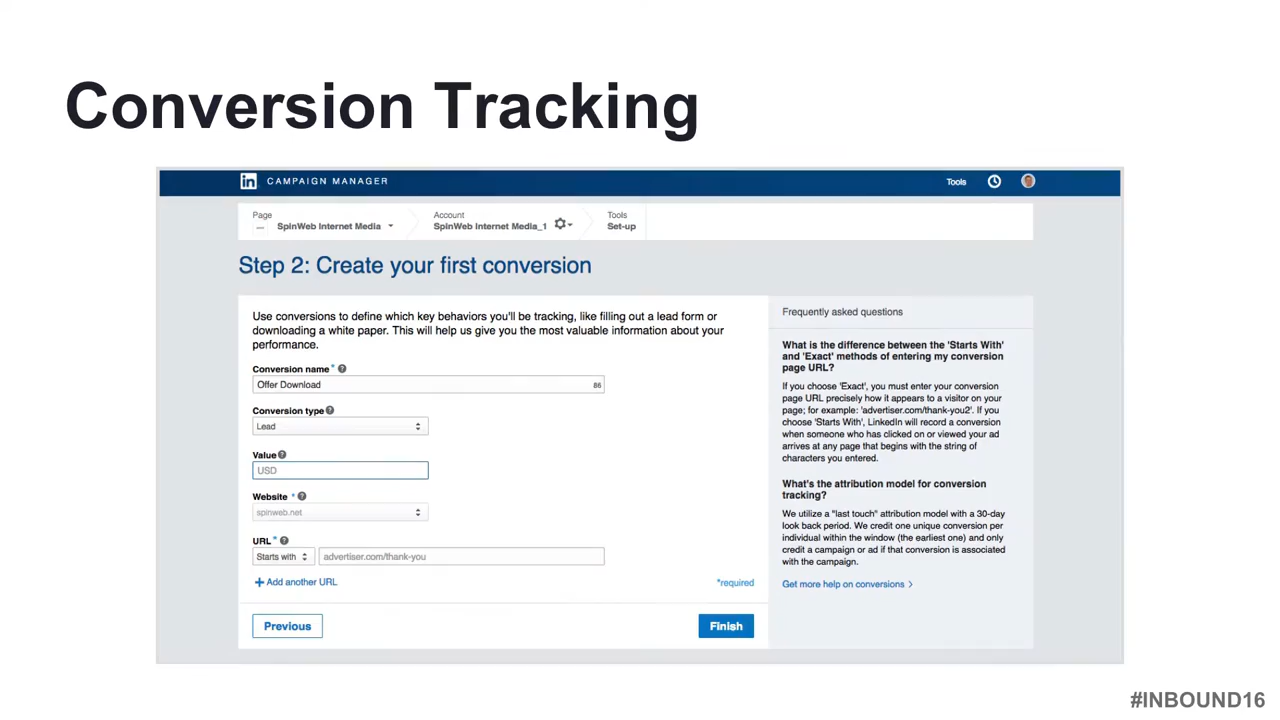 Conversion Tracking
in CAMPAIGN MANAGER
Tools
Page
SpinWeb Internet Media
Account
SpinWeb Internet Media_1
Tools
Set-up
Step 2: Create your first conversion
Use conversions to define which key behaviors you'll be tracking, like filling out a lead form or
downloading a white paper. This will help us give you the most valuable information about your
performance.
Conversion name* ?
Offer Download 86
Conversion type ?
Lead
Value ?
USD
Website * ?
spinweb.net
URL * ?
Starts with advertiser.com/thank-you
+ Add another URL
*required
Previous
Finish
Frequently asked questions
What is the difference between the 'Starts With'
and 'Exact' methods of entering my conversion
page URL?
If you choose 'Exact', you must enter your conversion
page URL precisely how it appears to a visitor on your
page; for example: 'advertiser.com/thank-you2'. If you
choose 'Starts With', LinkedIn will record a conversion
when someone who has clicked on or viewed your ad
arrives at any page that begins with the string of
characters you entered.
What's the attribution model for conversion
tracking?
We utilize a "last touch" attribution model with a 30-day
look back period. We credit one unique conversion per
individual within the window (the earliest one) and only
credit a campaign or ad if that conversion is associated
with the campaign.
Get more help on conversions >
#INBOUND16